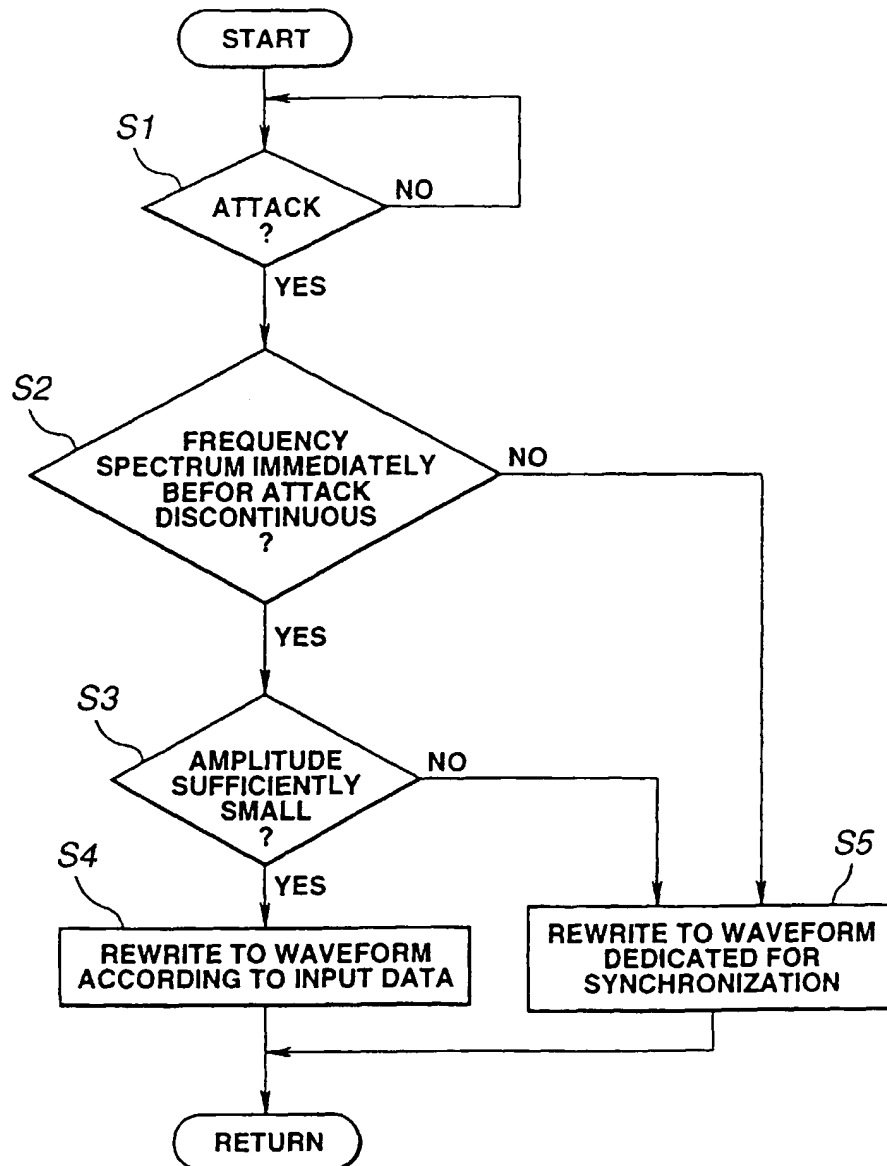 START
S1
ATTACK
?
NO
YES
S2
FREQUENCY
SPECTRUM IMMEDIATELY
BEFOR ATTACK
DISCONTINUOUS
?
NO
YES
S3
AMPLITUDE
SUFFICIENTLY
SMALL
?
NO
YES
S4
REWRITE TO WAVEFORM
ACCORDING TO INPUT DATA
S5
REWRITE TO WAVEFORM
DEDICATED FOR
SYNCHRONIZATION
RETURN